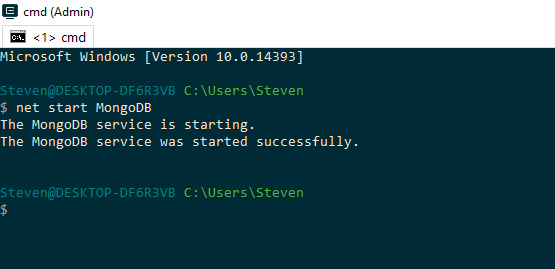 cmd (Admin)
<1> cmd
Microsoft Windows [Version 10.0.14393]
Steven@DESKTOP-DF6R3VB C:\Users\Steven
$ net start MongoDB
The MongoDB service is starting.
The MongoDB service was started successfully.
Steven@DESKTOP-DF6R3VB C:\Users\Steven
$